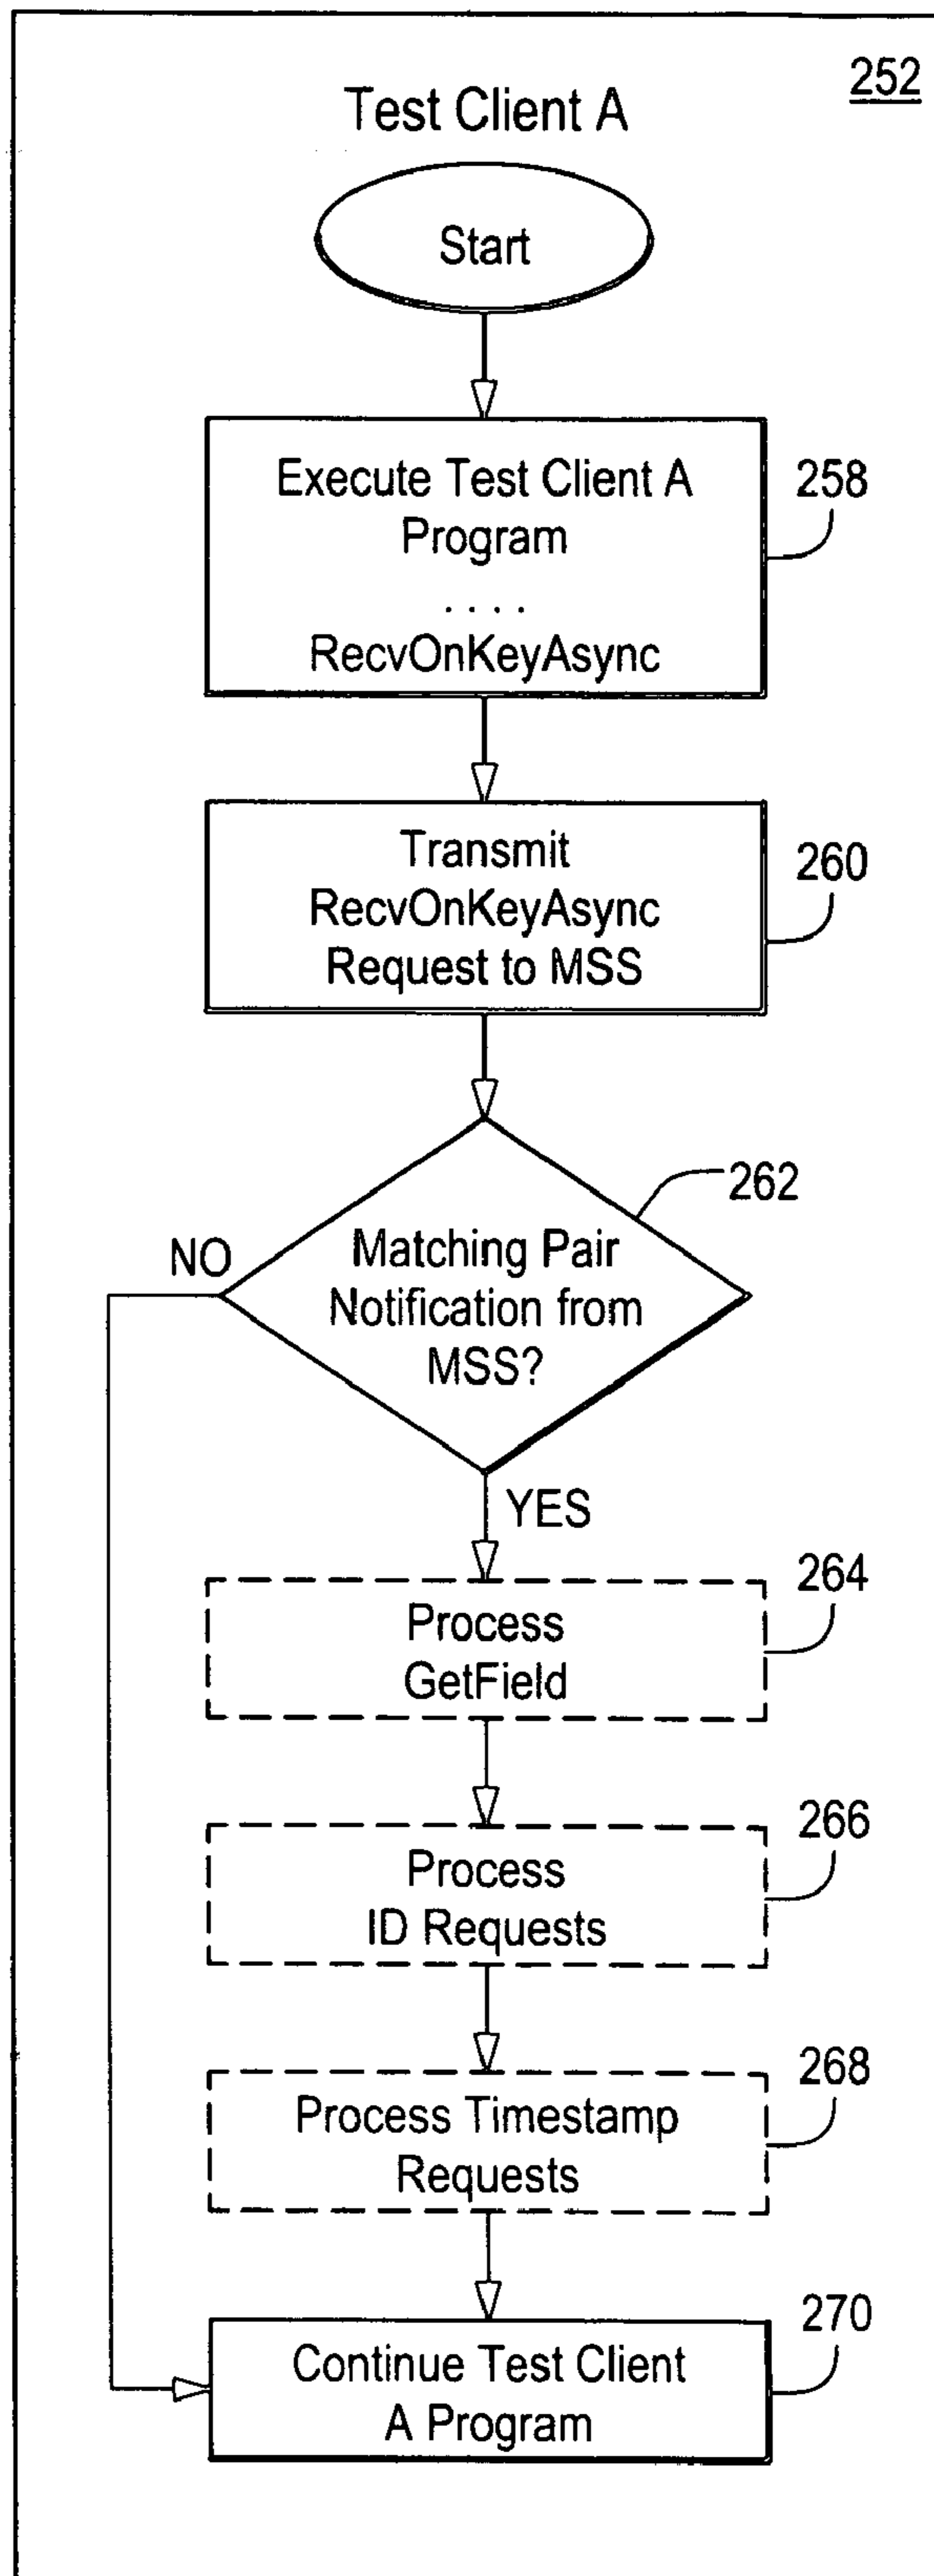 252
Test Client A
Start
Execute Test Client A
Program
. . . .
RecvOnKeyAsync
258
Transmit
RecvOnKeyAsync
Request to MSS
260
262
NO
Matching Pair
Notification from
MSS?
YES
264
Process
GetField
266
Process
ID Requests
268
Process Timestamp
Requests
270
Continue Test Client
A Program